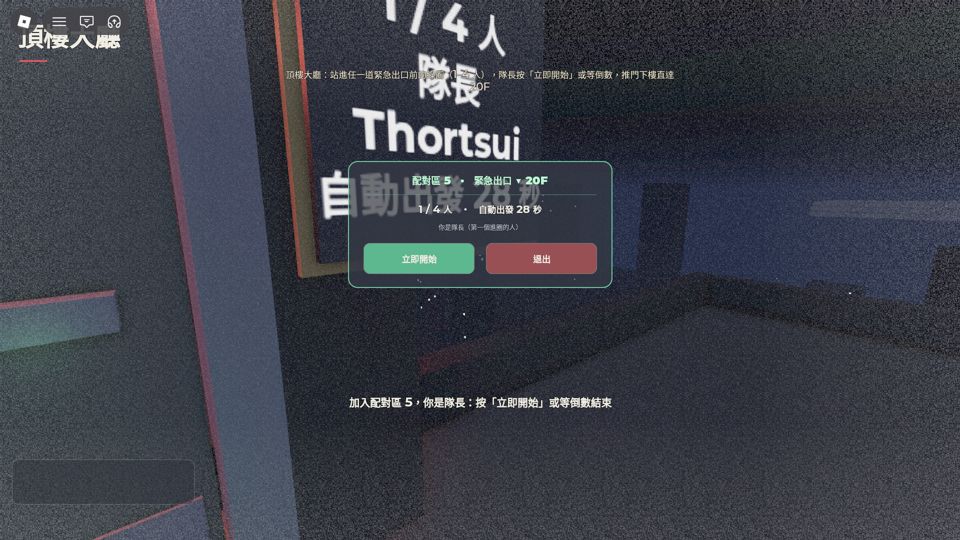 頂樓大廳
1 / 4 人
隊長
Thortsui
自動出發 28 秒
頂樓大廳：站進任一道緊急出口前 (1 人），隊長按「立即開始」或等倒數，推門下樓直達
20F
配對區 5 • 緊急出口 ▼ 20F
1 / 4 人 • 自動出發 28 秒
你是隊長（第一個進圈的人）
立即開始
退出
加入配對區 5，你是隊長：按「立即開始」或等倒數結束